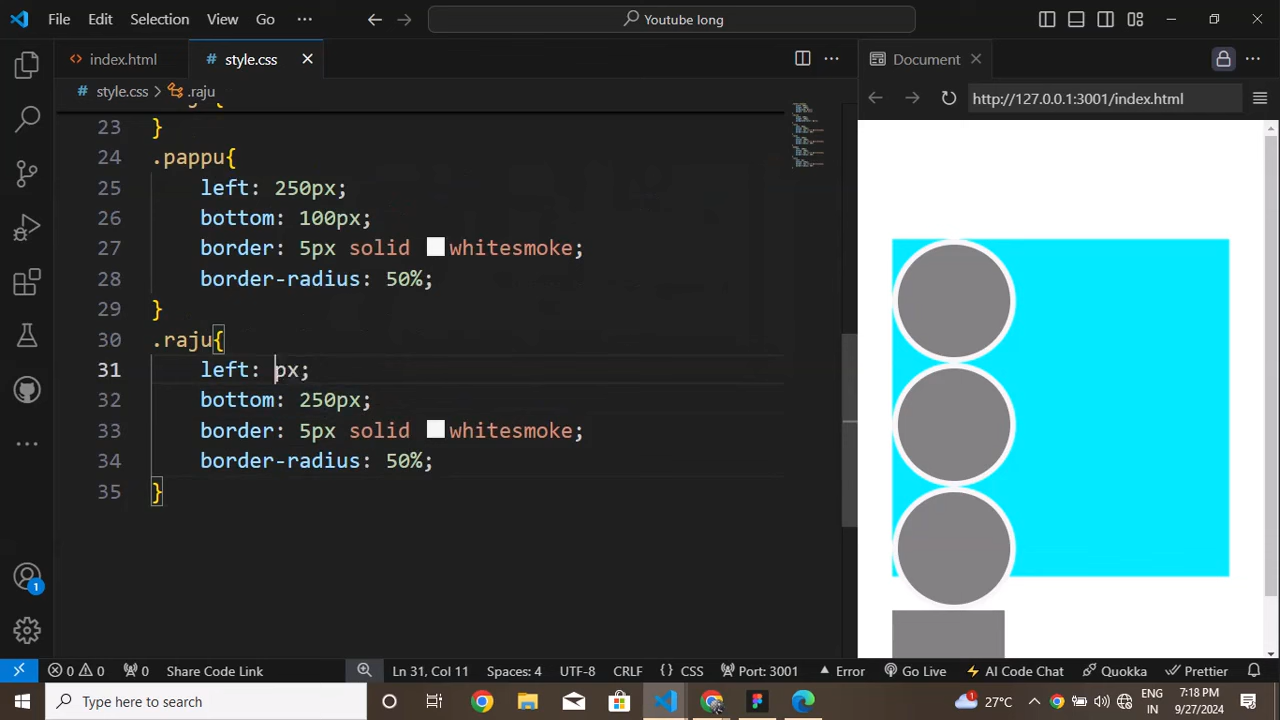 File Edit Selection View Go ··· Youtube long
index.html style.css
style.css > .raju
23 }
24 .pappu{
25 left: 250px;
26 bottom: 100px;
27 border: 5px solid whitesmoke;
28 border-radius: 50%;
29 }
30 .raju{
31 left: px;
32 bottom: 250px;
33 border: 5px solid whitesmoke;
34 border-radius: 50%;
35 }
Document
http://127.0.0.1:3001/index.html
1
0 0 0 Share Code Link Ln 31, Col 11 Spaces: 4 UTF-8 CRLF { } CSS Port: 3001 Error Go Live AI Code Chat Quokka Prettier
Type here to search
1 27°C ENG IN 7:18 PM 9/27/2024